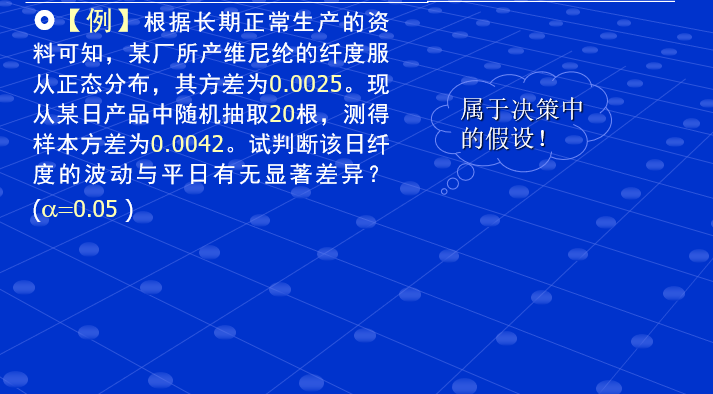 【 例 】根据长期正常生产的资
料可知，某厂所产维尼纶的纤度服
从正态分布，其方差为0.0025。现
从某日产品中随机抽取20根，测得
样本方差为0.0042。试判断该日纤
度的波动与平日有无显著差异？
(α=0.05 )
属于决策中
的假设！